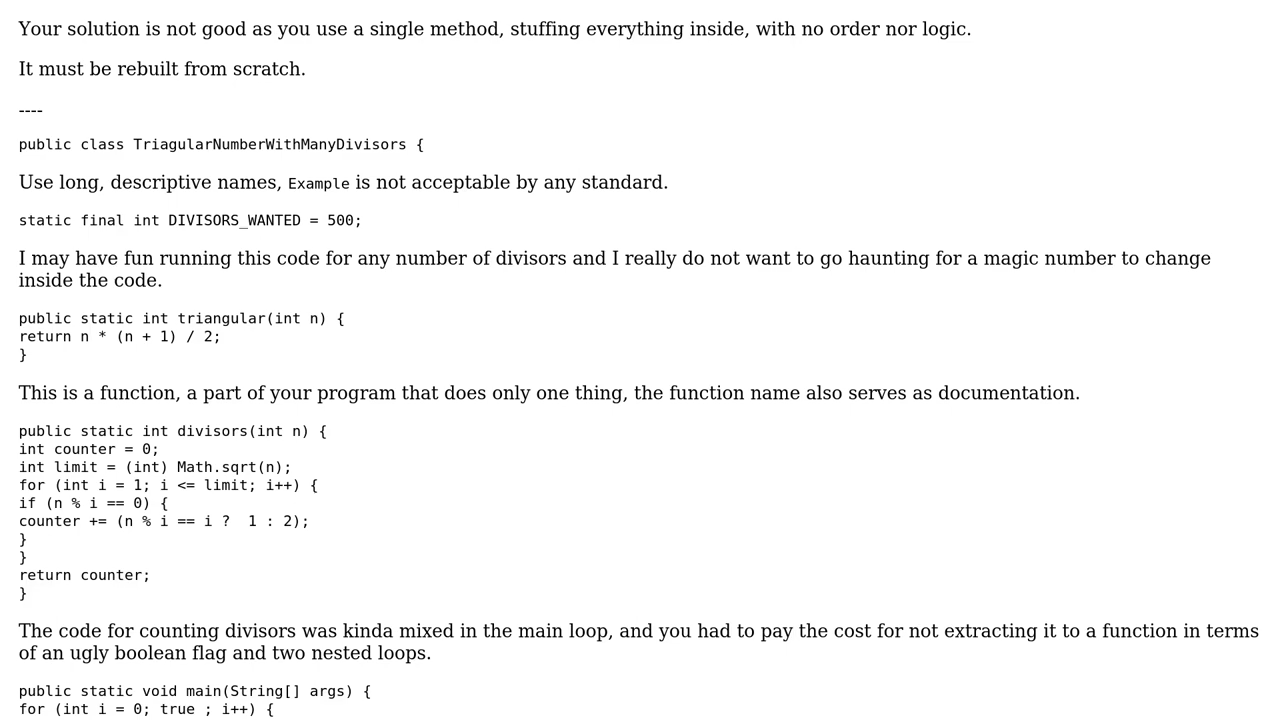 Your solution is not good as you use a single method, stuffing everything inside, with no order nor logic.
It must be rebuilt from scratch.
----
public class TriagularNumberWithManyDivisors {
Use long, descriptive names, Example is not acceptable by any standard.
static final int DIVISORS_WANTED = 500;
I may have fun running this code for any number of divisors and I really do not want to go haunting for a magic number to change
inside the code.
public static int triangular(int n) {
return n * (n + 1) / 2;
}
This is a function, a part of your program that does only one thing, the function name also serves as documentation.
public static int divisors(int n) {
int counter = 0;
int limit = (int) Math.sqrt(n);
for (int i = 1; i <= limit; i++) {
if (n % i == 0) {
counter += (n % i == i ?  1 : 2);
}
}
return counter;
}
The code for counting divisors was kinda mixed in the main loop, and you had to pay the cost for not extracting it to a function in terms
of an ugly boolean flag and two nested loops.
public static void main(String[] args) {
for (int i = 0; true ; i++) {